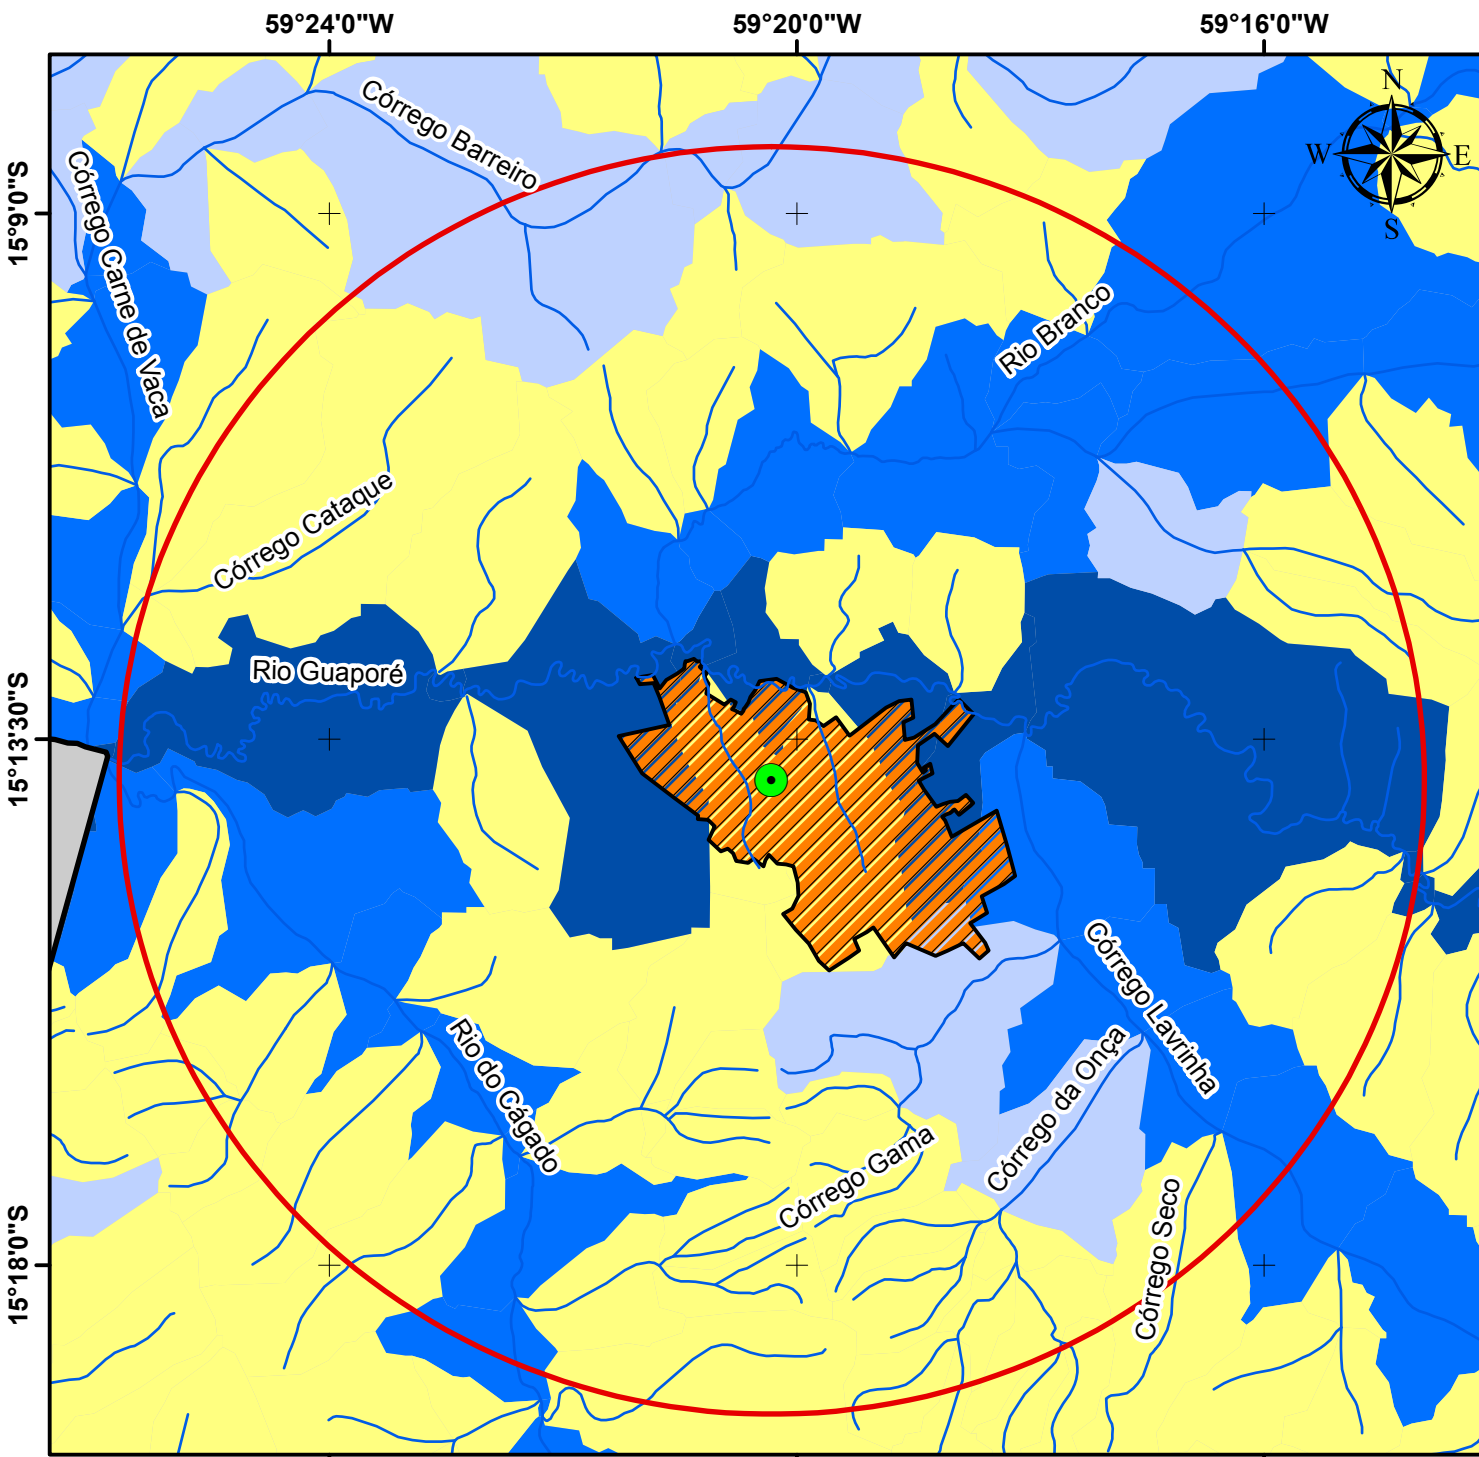 59°24'0"W
59°20'0"W
59°16'0"W
N
W
E
S
15°9'0"S
15°13'30"S
15°18'0"S
Córrego Barreiro
Córrego Carne de Vaca
Rio Branco
Córrego Cataque
Rio Guaporé
Córrego Lavrinha
Rio do Cágado
Córrego da Onça
Córrego Gama
Córrego Seco